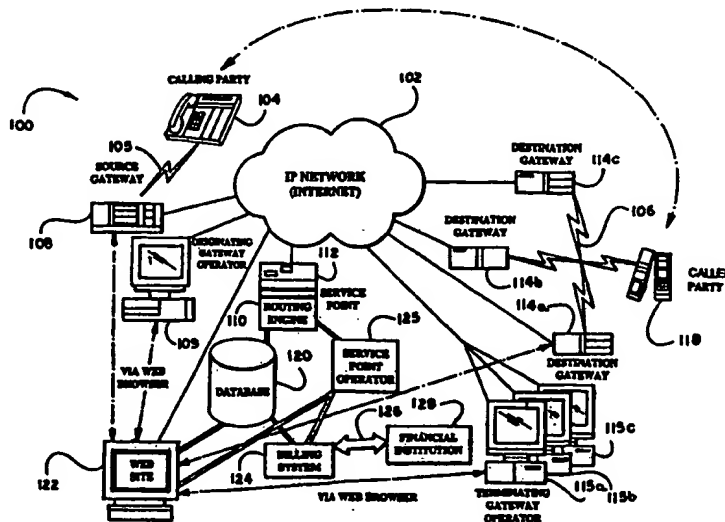 CALLING PARTY
104
102
100
105
SOURCE
GATEWAY
IP NETWORK
(INTERNET)
DESTINATION
GATEWAY
114c
108
112
DESTINATION
GATEWAY
106
ORIGINATING
GATEWAY
OPERATOR
114b
CALLED
PARTY
118
SERVICE
POINT
110
ROUTING
ENGINE
125
114a
DESTINATION
GATEWAY
109
120
SERVICE
POINT
OPERATOR
VIA WEB
BROWSER
DATABASE
126
128
115c
122
WEB
SITE
BILLING
SYSTEM
FINANCIAL
INSTITUTION
124
VIA WEB BROWSER
TERMINATING
GATEWAY
OPERATOR
115a
115b